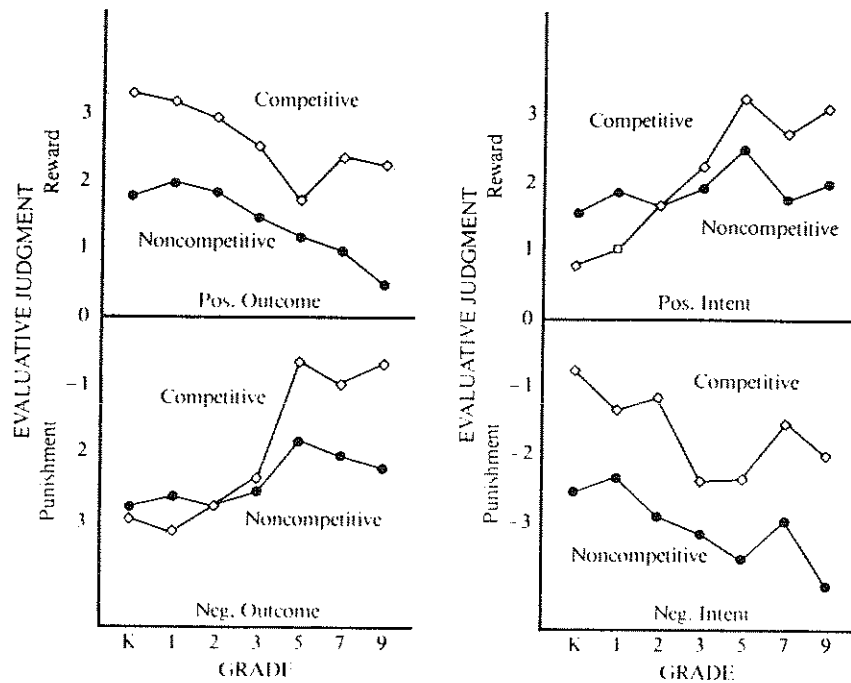 EVALUATIVE JUDGMENT
Reward
Punishment
3
2
1
0
–1
2
3
Competitive
Noncompetitive
Pos. Outcome
Competitive
Noncompetitive
Neg. Outcome
K 1 2 3 5 7 9
GRADE
EVALUATIVE JUDGMENT
Reward
Punishment
3
2
1
0
–1
–2
–3
Competitive
Noncompetitive
Pos. Intent
Competitive
Noncompetitive
Neg. Intent
K 1 2 3 5 7 9
GRADE